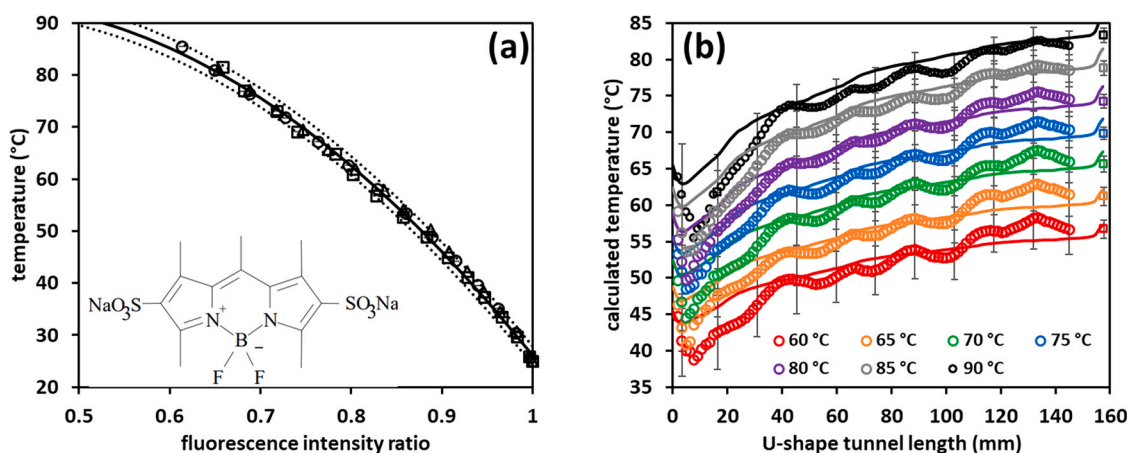 (a)
90
80
70
60
50
40
30
20
temperature (°C)
NaO₃S
SO₃Na
N⁺
N
B⁻
F
F
0.5 0.6 0.7 0.8 0.9 1
fluorescence intensity ratio
(b)
85
80
75
70
65
60
55
50
45
40
35
calculated temperature (°C)
60 °C 65 °C 70 °C 75 °C
80 °C 85 °C 90 °C
0 20 40 60 80 100 120 140 160
U-shape tunnel length (mm)